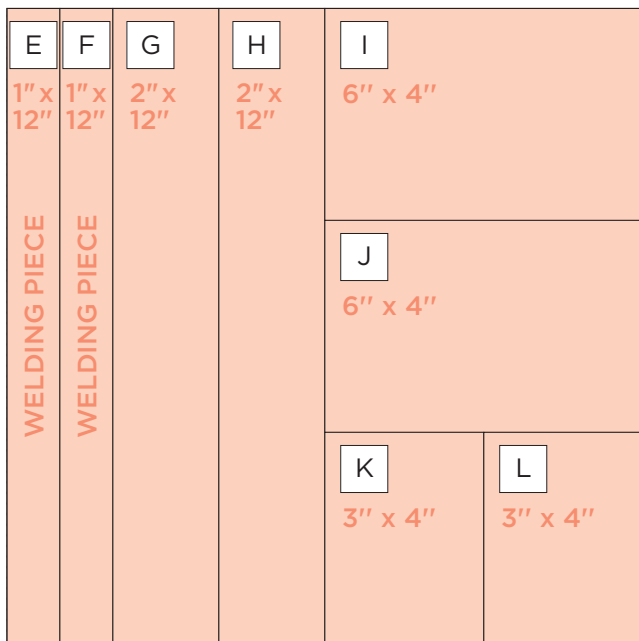 E
1" x
12"
WELDING PIECE
F
1" x
12"
WELDING PIECE
G
2" x
12"
H
2" x
12"
I
6'' x 4''
J
6'' x 4''
K
3'' x 4''
L
3'' x 4''